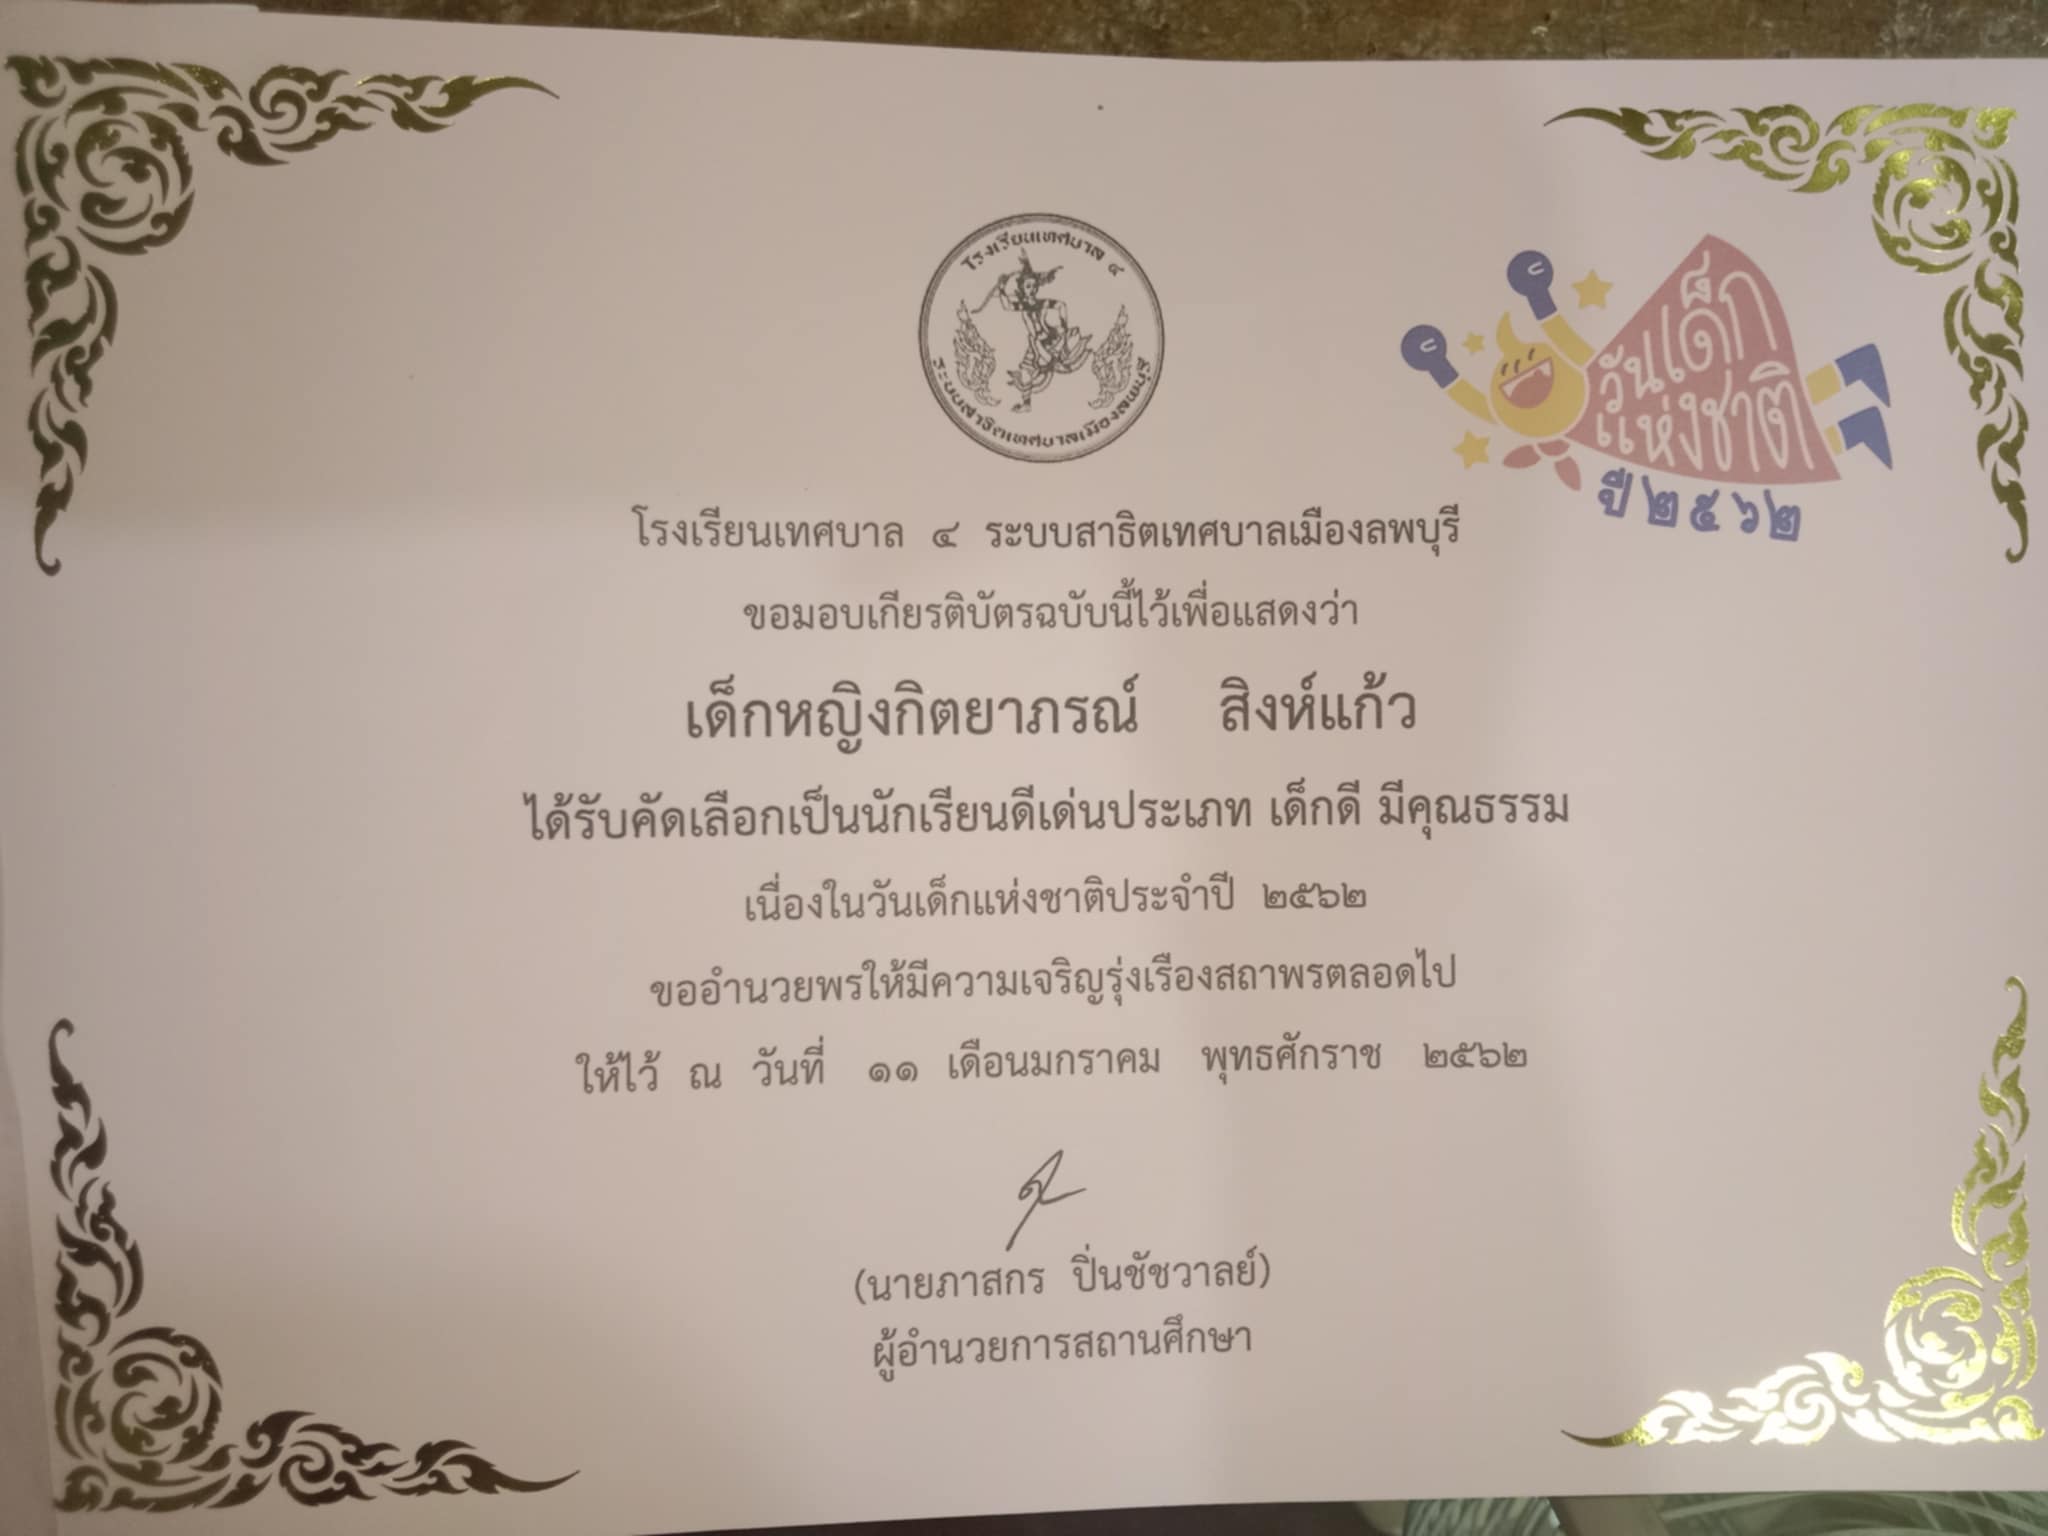 โรงเรียนเทศบาล ๔
ระบบสาธิตเทศบาลเมืองลพบุรี
วันเด็ก
แห่งชาติ
ปี ๒๕๖๒
โรงเรียนเทศบาล ๔ ระบบสาธิตเทศบาลเมืองลพบุรี
ขอมอบเกียรติบัตรฉบับนี้ไว้เพื่อแสดงว่า
เด็กหญิงกิตยาภรณ์ สิงห์แก้ว
ได้รับคัดเลือกเป็นนักเรียนดีเด่นประเภท เด็กดี มีคุณธรรม
เนื่องในวันเด็กแห่งชาติประจำปี ๒๕๖๒
ขออำนวยพรให้มีความเจริญรุ่งเรืองสถาพรตลอดไป
ให้ไว้ ณ วันที่ ๑๑ เดือนมกราคม พุทธศักราช ๒๕๖๒
(นายภาสกร ปิ่นชัชวาลย์)
ผู้อำนวยการสถานศึกษา